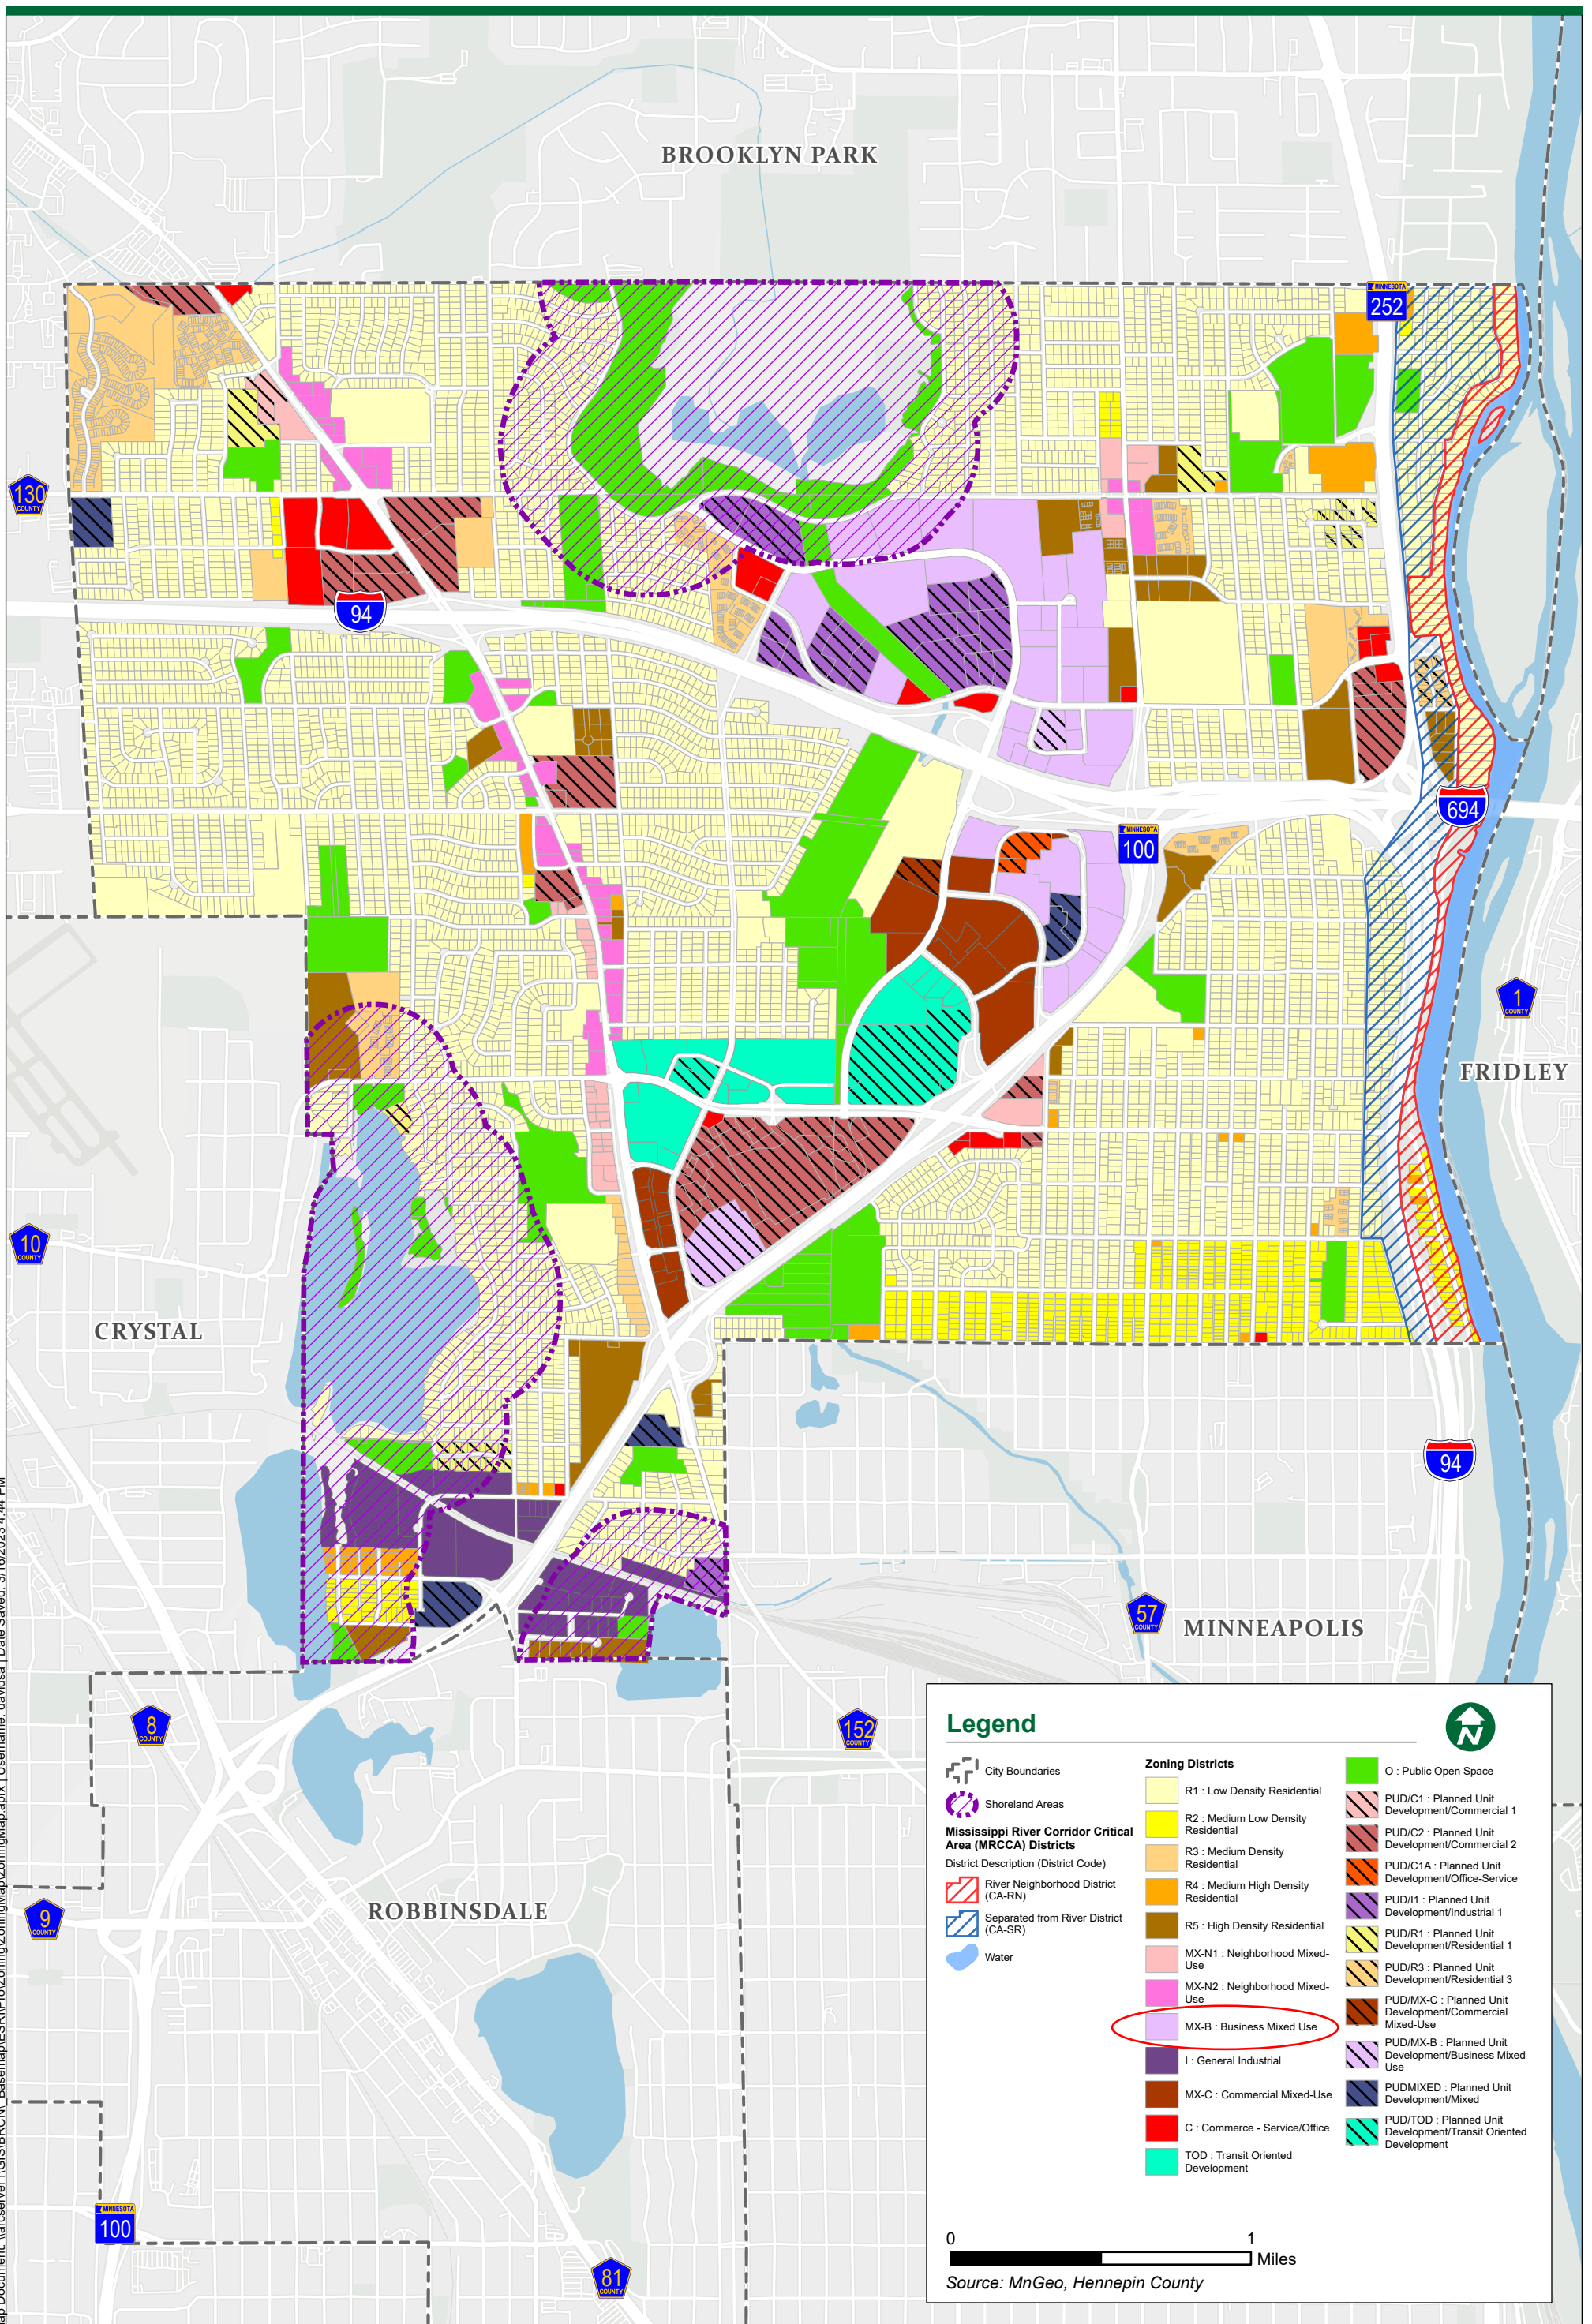 BROOKLYN PARK
MINNESOTA
252
130
COUNTY
94
694
MINNESOTA
100
1
COUNTY
FRIDLEY
10
COUNTY
CRYSTAL
94
57
COUNTY
MINNEAPOLIS
8
COUNTY
152
COUNTY
9
COUNTY
ROBBINSDALE
MINNESOTA
100
81
COUNTY
Legend
N
City Boundaries
Shoreland Areas
Mississippi River Corridor Critical
Area (MRCCA) Districts
District Description (District Code)
River Neighborhood District
(CA-RN)
Separated from River District
(CA-SR)
Water
Zoning Districts
R1 : Low Density Residential
R2 : Medium Low Density
Residential
R3 : Medium Density
Residential
R4 : Medium High Density
Residential
R5 : High Density Residential
MX-N1 : Neighborhood Mixed-
Use
MX-N2 : Neighborhood Mixed-
Use
MX-B : Business Mixed Use
I : General Industrial
MX-C : Commercial Mixed-Use
C : Commerce - Service/Office
TOD : Transit Oriented
Development
O : Public Open Space
PUD/C1 : Planned Unit
Development/Commercial 1
PUD/C2 : Planned Unit
Development/Commercial 2
PUD/C1A : Planned Unit
Development/Office-Service
PUD/I1 : Planned Unit
Development/Industrial 1
PUD/R1 : Planned Unit
Development/Residential 1
PUD/R3 : Planned Unit
Development/Residential 3
PUD/MX-C : Planned Unit
Development/Commercial
Mixed-Use
PUD/MX-B : Planned Unit
Development/Business Mixed
Use
PUDMIXED : Planned Unit
Development/Mixed
PUD/TOD : Planned Unit
Development/Transit Oriented
Development
0 1
Miles
Source: MnGeo, Hennepin County